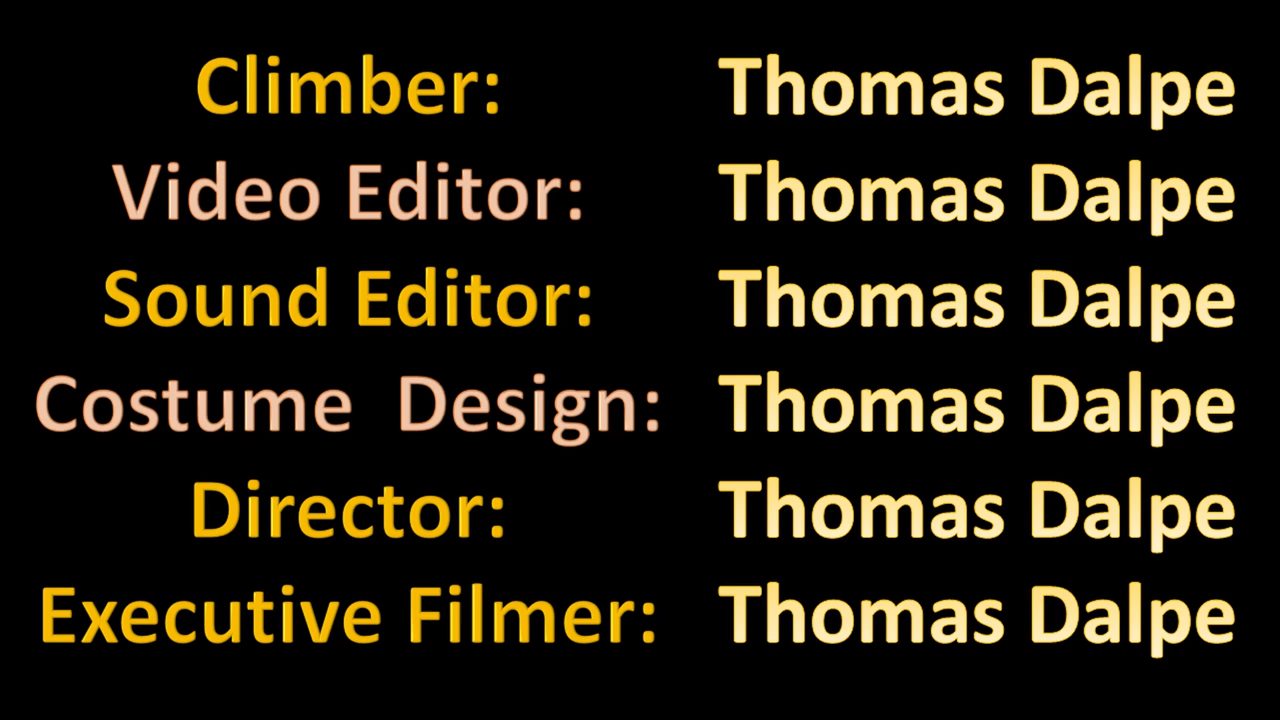 Climber: Thomas Dalpe
Video Editor: Thomas Dalpe
Sound Editor: Thomas Dalpe
Costume Design: Thomas Dalpe
Director: Thomas Dalpe
Executive Filmer: Thomas Dalpe